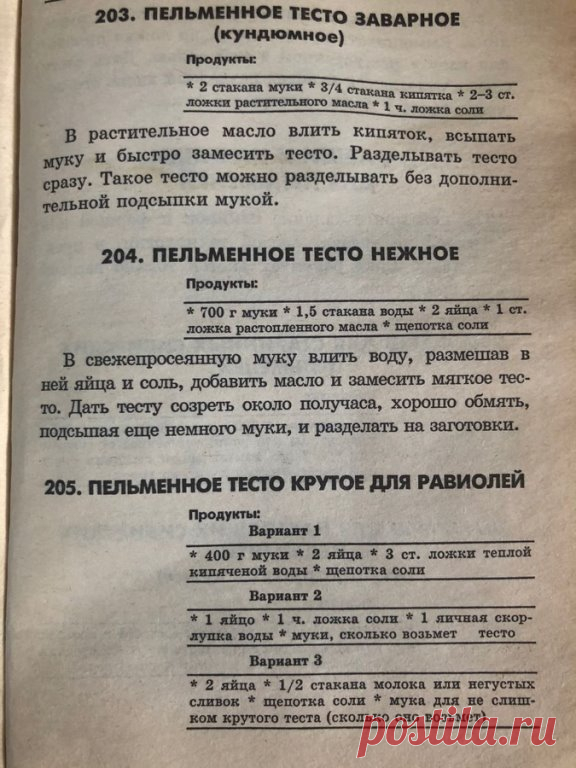 203. ПЕЛЬМЕННОЕ ТЕСТО ЗАВАРНОЕ
(кундюмное)
Продукты:
* 2 стакана муки * 3/4 стакана кипятка * 2–3 ст.
ложки растительного масла * 1 ч. ложка соли
В растительное масло влить кипяток, всыпать
муку и быстро замесить тесто. Разделывать тесто
сразу. Такое тесто можно разделывать без дополни-
тельной подсыпки мукой.
204. ПЕЛЬМЕННОЕ ТЕСТО НЕЖНОЕ
Продукты:
* 700 г муки * 1,5 стакана воды * 2 яйца * 1 ст.
ложка растопленного масла * щепотка соли
В свежепросеянную муку влить воду, размешав в
ней яйца и соль, добавить масло и замесить мягкое тес-
то. Дать тесту созреть около получаса, хорошо обмять,
подсыпая еще немного муки, и разделать на заготовки.
205. ПЕЛЬМЕННОЕ ТЕСТО КРУТОЕ ДЛЯ РАВИОЛЕЙ
Продукты:
Вариант 1
* 400 г муки * 2 яйца * 3 ст. ложки теплой
кипяченой воды * щепотка соли
Вариант 2
* 1 яйцо * 1 ч. ложка соли * 1 яичная скор-
лупка воды * муки, сколько возьмет тесто
Вариант 3
* 2 яйца * 1/2 стакана молока или негустых
сливок * щепотка соли * мука для не слиш-
ком крутого теста (сколько оно возьмет)
postila.ru